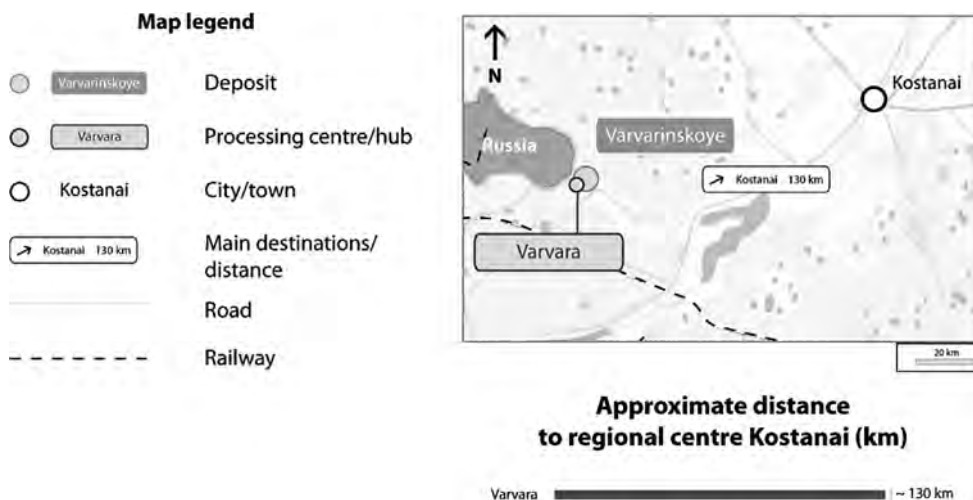 Map legend
Varvarinskoye
Deposit
Varvara
Processing centre/hub
Kostanai
City/town
Kostanai 130 km
Main destinations/
distance
Road
Railway
N
Kostanai
Russia
Varvarinskoye
Kostanai 130 km
Varvara
20 km
Approximate distance
to regional centre Kostanai (km)
Varvara
~ 130 km